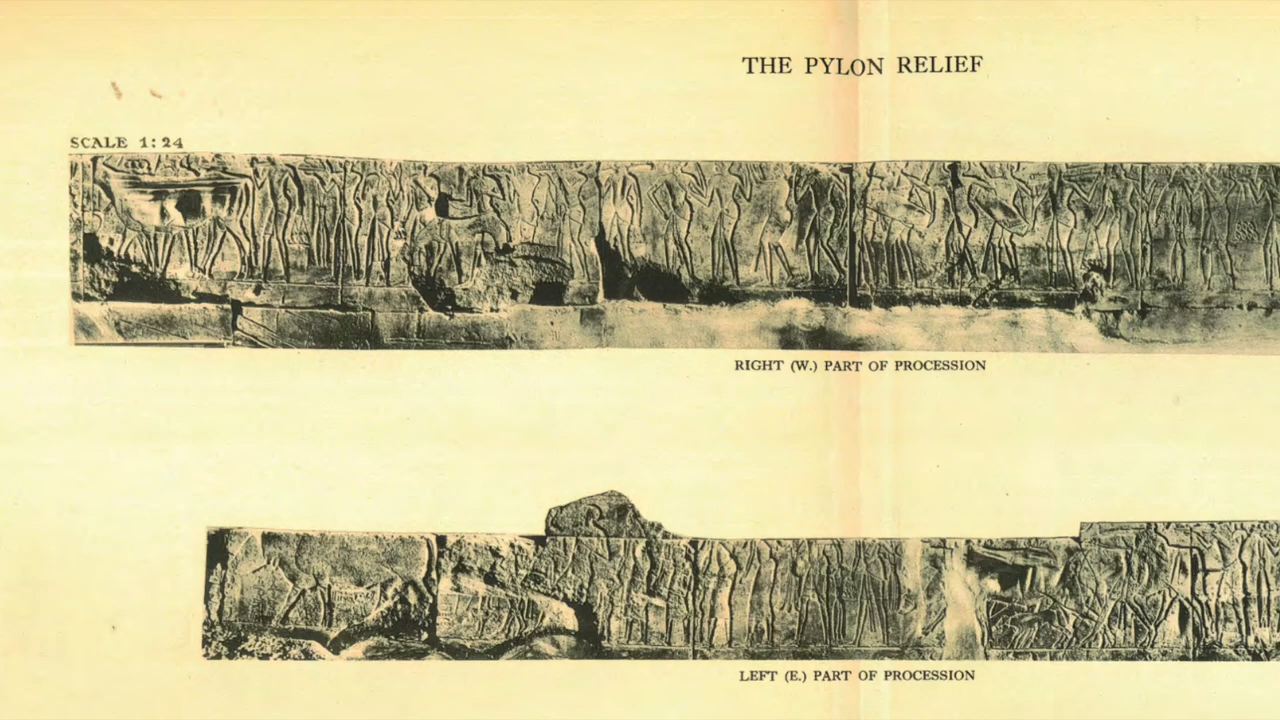 THE PYLON RELIEF
SCALE 1:24
RIGHT (W.) PART OF PROCESSION
LEFT (E.) PART OF PROCESSION